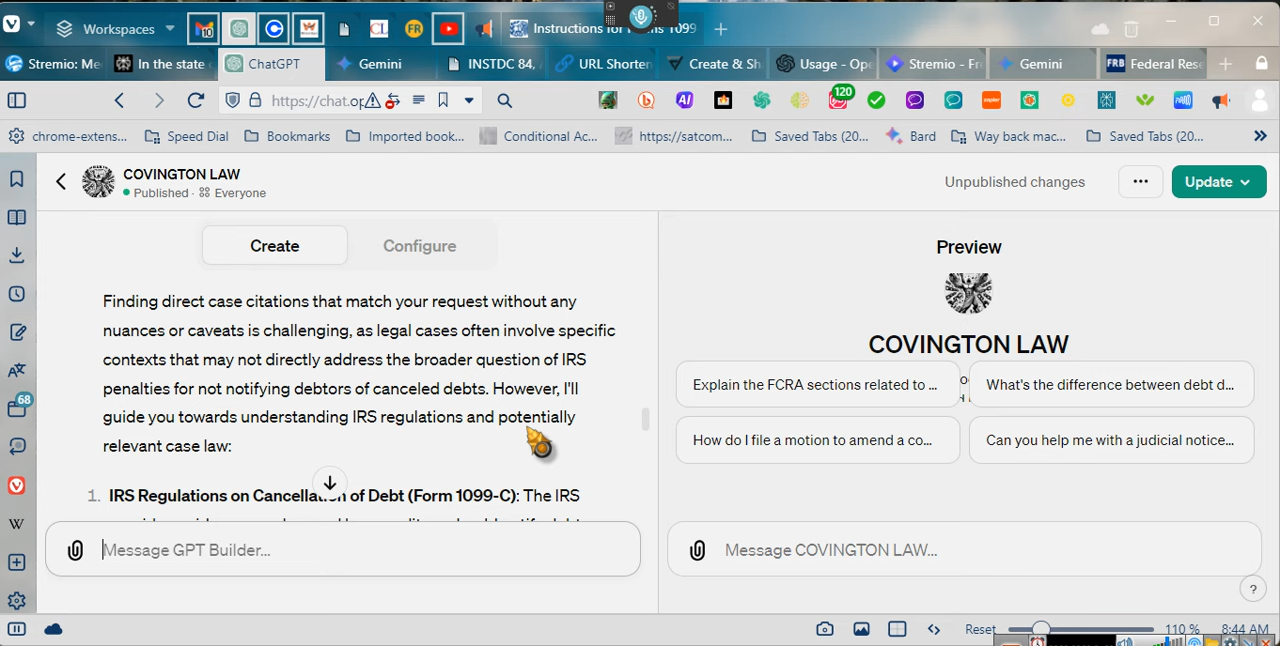 Workspaces
10
CL
FR
Instructions for
1099
Stremio: Me
In the state
ChatGPT
Gemini
INSTDC 84,
URL Shorten
Create & Sh
Usage - Ope
Stremio - Fr
Gemini
FRB
Federal Rese
https://chat.op
AI
120
chrome-extens...
Speed Dial
Bookmarks
Imported book...
Conditional Ac...
https://satcom...
Saved Tabs (20...
Bard
Way back mac...
Saved Tabs (20...
COVINGTON LAW
Published · Everyone
Unpublished changes
Update
Create
Configure
Finding direct case citations that match your request without any
nuances or caveats is challenging, as legal cases often involve specific
contexts that may not directly address the broader question of IRS
penalties for not notifying debtors of canceled debts. However, I'll
guide you towards understanding IRS regulations and potentially
relevant case law:
1. IRS Regulations on Cancellation of Debt (Form 1099-C): The IRS
Message GPT Builder...
Preview
COVINGTON LAW
Explain the FCRA sections related to ...
What's the difference between debt d...
How do I file a motion to amend a co...
Can you help me with a judicial notice...
Message COVINGTON LAW...
?
68
W
Reset
110 %
8:44 AM